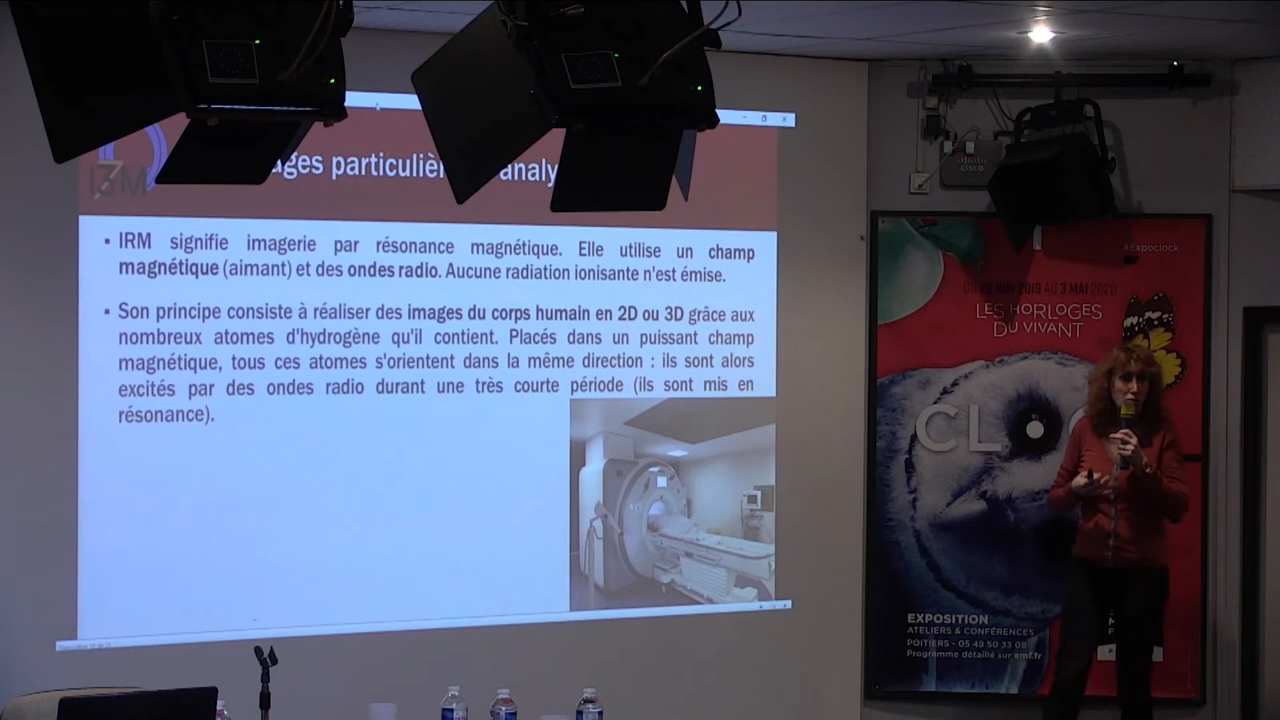 I3M
ages particuliè analy
▪ IRM signifie imagerie par résonance magnétique. Elle utilise un champ
magnétique (aimant) et des ondes radio. Aucune radiation ionisante n'est émise.
▪ Son principe consiste à réaliser des images du corps humain en 2D ou 3D grâce aux
nombreux atomes d'hydrogène qu'il contient. Placés dans un puissant champ
magnétique, tous ces atomes s'orientent dans la même direction : ils sont alors
excités par des ondes radio durant une très courte période (ils sont mis en
résonance).
CISCO
#Expoclock
2019 AU 3 MAI 2020
LES HORLOGES
DU VIVANT
CLO
EXPOSITION
ATELIERS & CONFÉRENCES
POITIERS - 05 49 50 33 08
Programme détaillé sur emf.fr